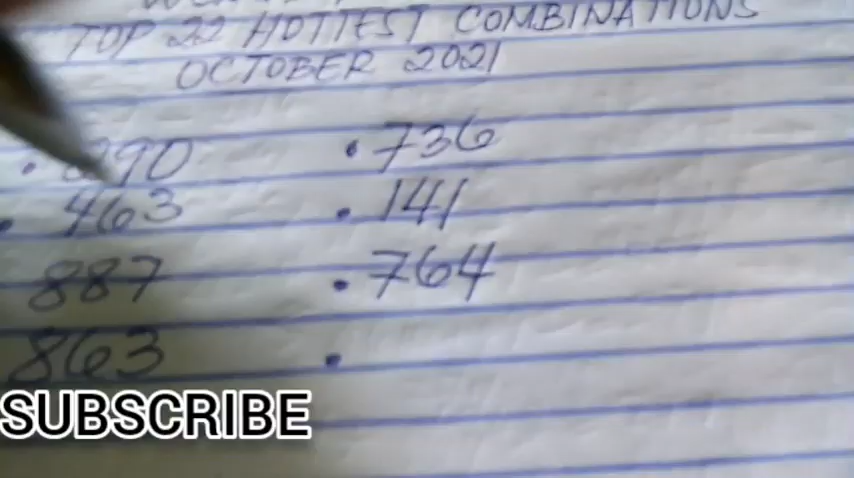 TOP 22 HOTTEST COMBINATIONS
OCTOBER 2021
• 736
• 463
• 141
887
• 764
863
•
SUBSCRIBE